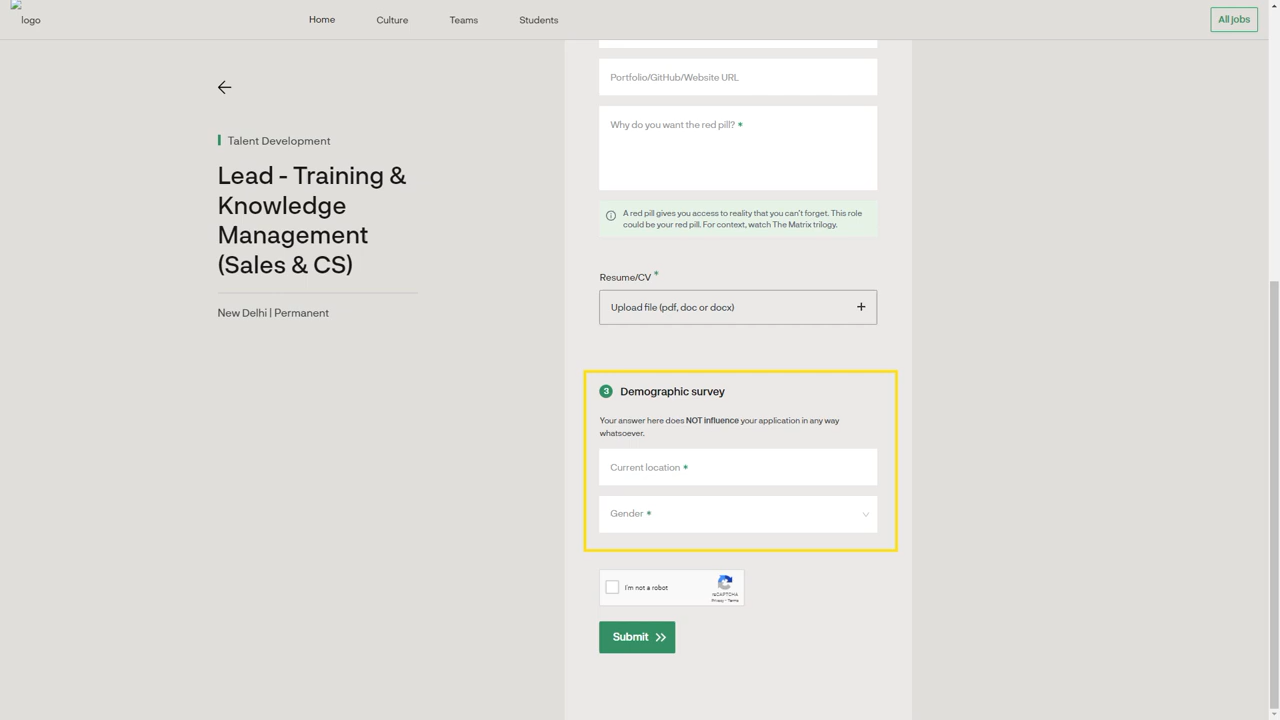 logo
Home
Culture
Teams
Students
All jobs
Talent Development
Lead - Training &
Knowledge
Management
(Sales & CS)
New Delhi | Permanent
Portfolio/GitHub/Website URL
Why do you want the red pill? *
A red pill gives you access to reality that you can't forget. This role
could be your red pill. For context, watch The Matrix trilogy.
Resume/CV *
Upload file (pdf, doc or docx) +
3 Demographic survey
Your answer here does NOT influence your application in any way
whatsoever.
Current location *
Gender *
I'm not a robot
reCAPTCHA
Privacy - Terms
Submit